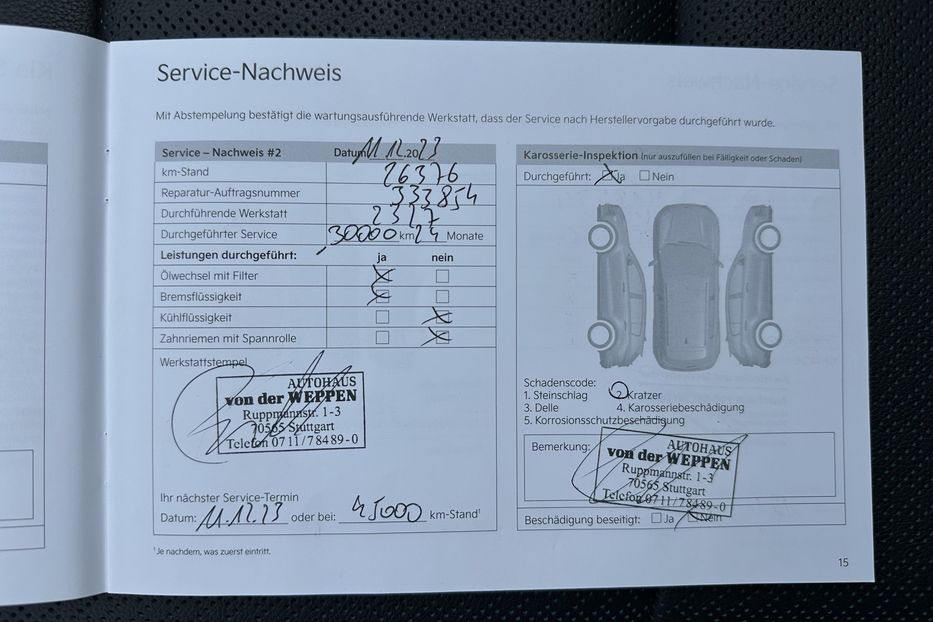 Service-Nachweis
Mit Abstempelung bestätigt die wartungsausführende Werkstatt, dass der Service nach Herstellervorgabe durchgeführt wurde.
Service – Nachweis #2 Datum 11.12.2023
km-Stand 26376
Reparatur-Auftragsnummer 333854
Durchführende Werkstatt 2317
Durchgeführter Service 30000 km 24 Monate
Leistungen durchgeführt: ja nein
Ölwechsel mit Filter
Bremsflüssigkeit
Kühlflüssigkeit
Zahnriemen mit Spannrolle
Werkstattstempel
AUTOHAUS
von der WEPPEN
Ruppmannstr. 1-3
70565 Stuttgart
Telefon 0711/78489-0
Ihr nächster Service-Termin
Datum: 11.12.23 oder bei: 45000 km-Stand¹
¹ Je nachdem, was zuerst eintritt.
Karosserie-Inspektion (nur auszufüllen bei Fälligkeit oder Schaden)
Durchgeführt: Ja Nein
Schadenscode:
1. Steinschlag 2. Kratzer
3. Delle 4. Karosseriebeschädigung
5. Korrosionsschutzbeschädigung
Bemerkung:
AUTOHAUS
von der WEPPEN
Ruppmannstr. 1-3
70565 Stuttgart
Telefon 0711/78489-0
Beschädigung beseitigt: Ja Nein
15